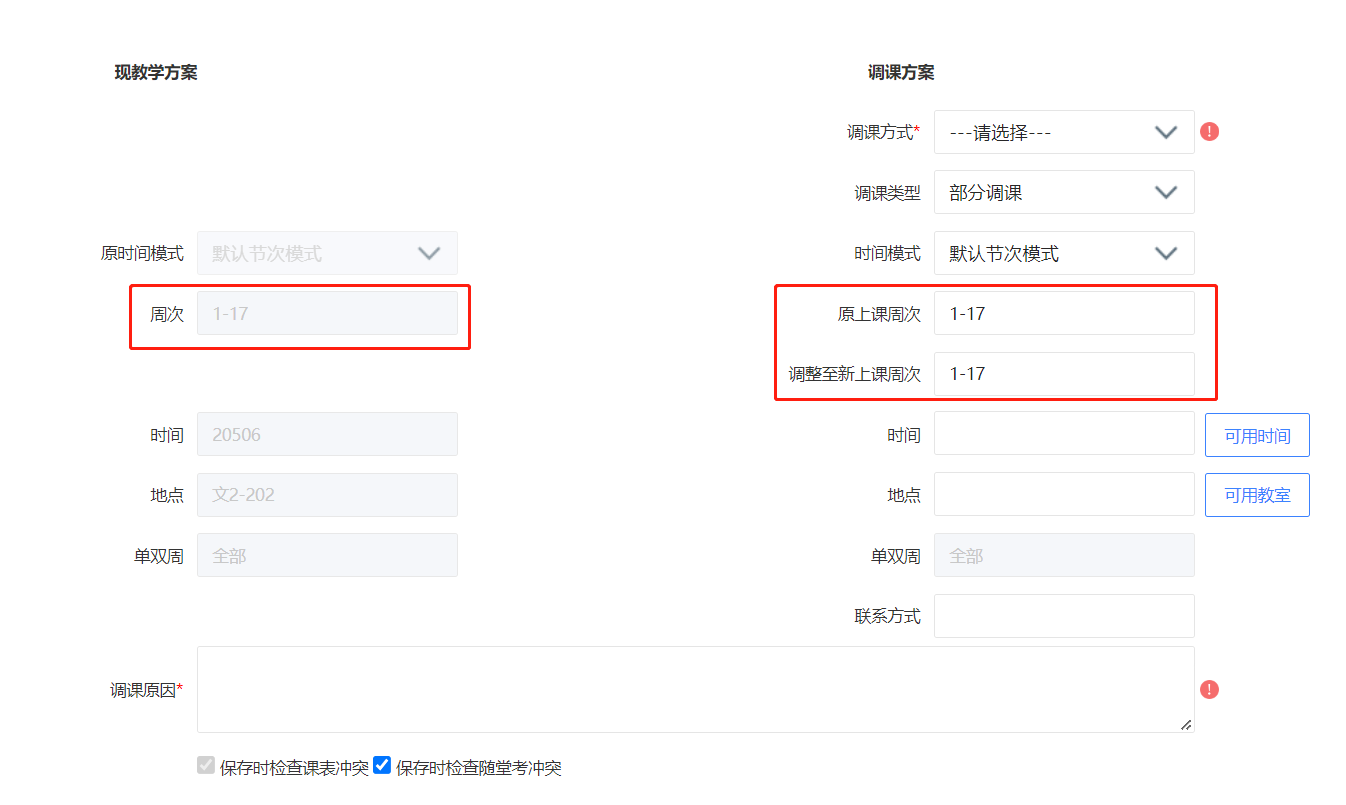 现教学方案 调课方案
调课方式* ---请选择---
调课类型 部分调课
原时间模式 默认节次模式 时间模式 默认节次模式
周次 1-17 原上课周次 1-17
调整至新上课周次 1-17
时间 20506 时间 可用时间
地点 文2-202 地点 可用教室
单双周 全部 单双周 全部
联系方式
调课原因*
保存时检查课表冲突 保存时检查随堂考冲突